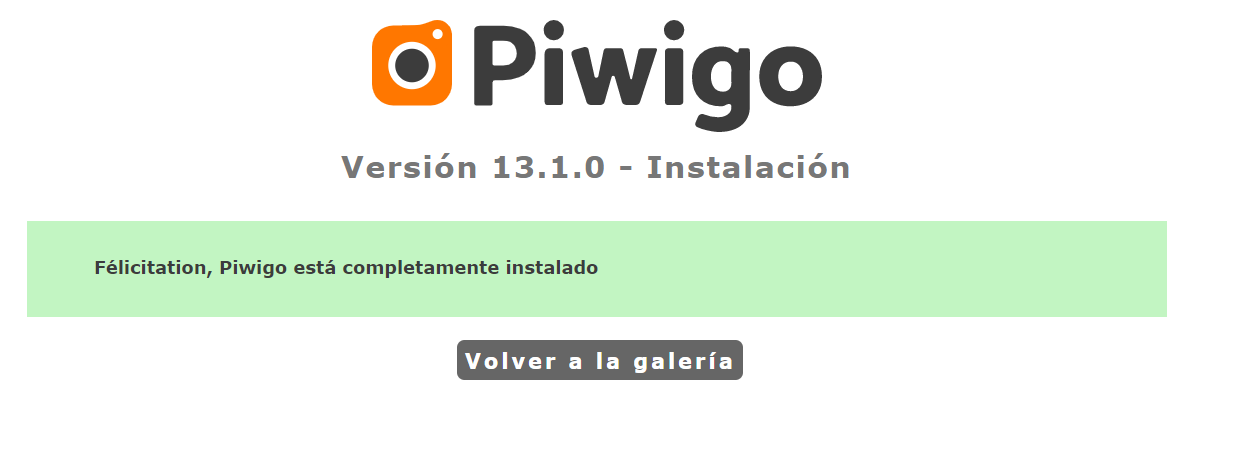 Piwigo
Versión 13.1.0 - Instalación
Félicitation, Piwigo está completamente instalado
Volver a la galería